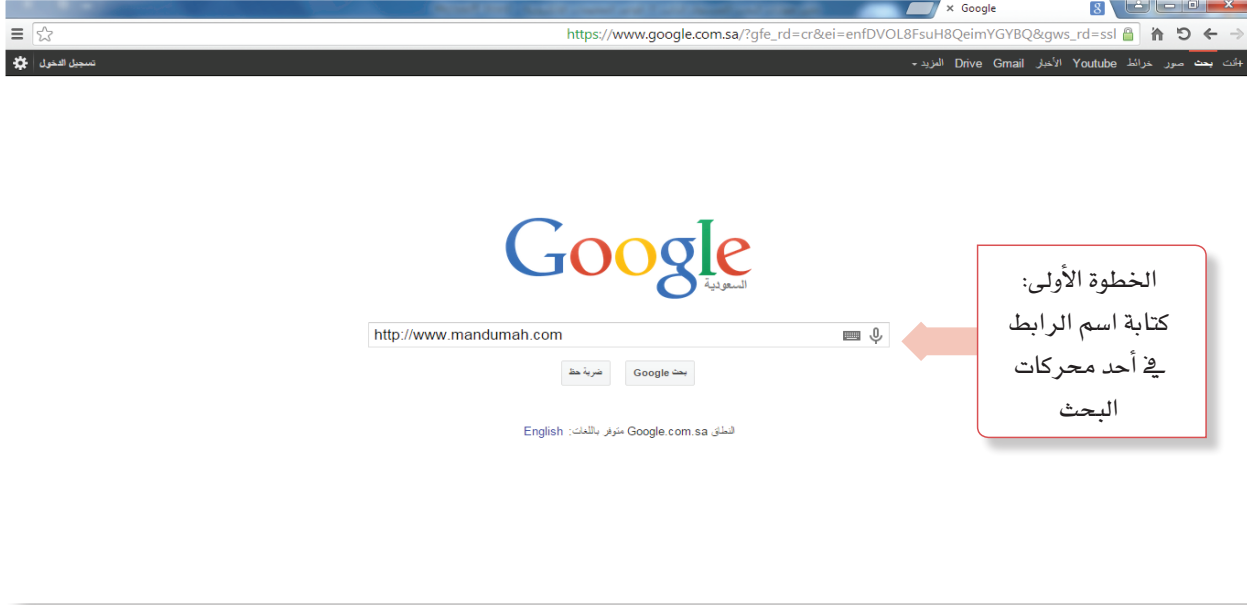 Google
https://www.google.com.sa/?gfe_rd=cr&ei=enfDVOL8FsuH8QeimYGYBQ&gws_rd=ssl
+أنت بحث صور خرائط Youtube الأخبار Gmail Drive المزيد
تسجيل الدخول
Google
السعودية
http://www.mandumah.com
بحث Google ضربة حظ
النطاق Google.com.sa متوفر باللغات: English
الخطوة الأولى:
كتابة اسم الرابط
في أحد محركات
البحث